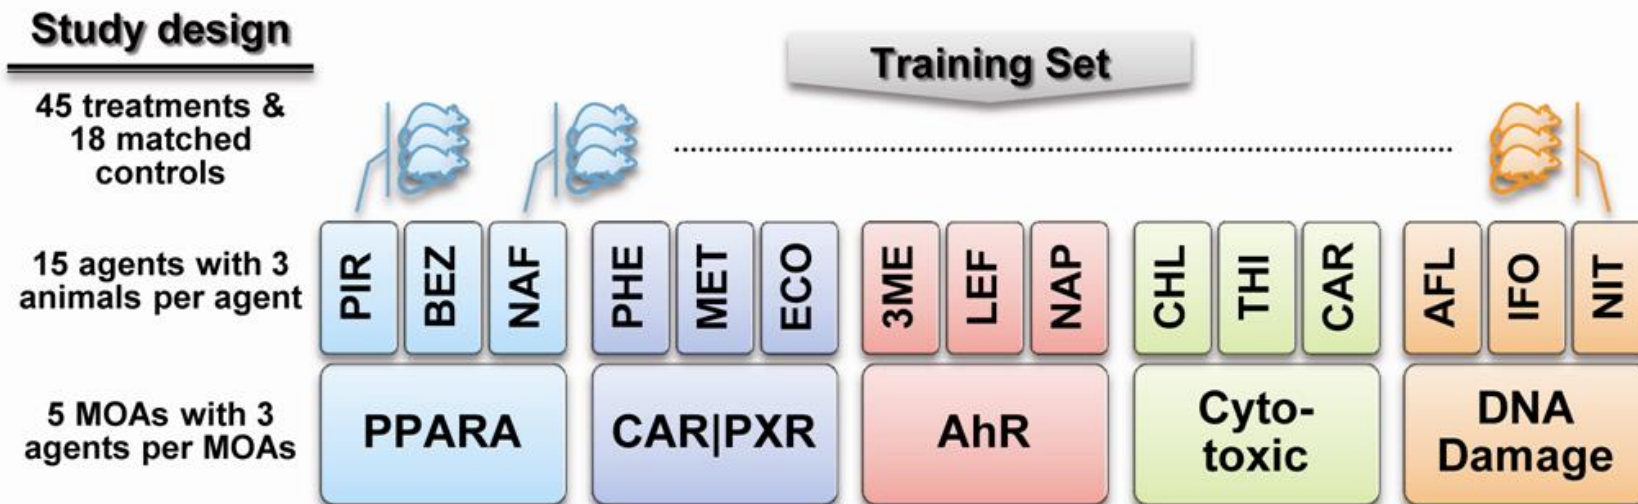 Study design
Training Set
45 treatments &
18 matched
controls
15 agents with 3
animals per agent
PIR
BEZ
NAF
PHE
MET
ECO
3ME
LEF
NAP
CHL
THI
CAR
AFL
IFO
NIT
5 MOAs with 3
agents per MOAs
PPARA
CAR|PXR
AhR
Cyto-
toxic
DNA
Damage